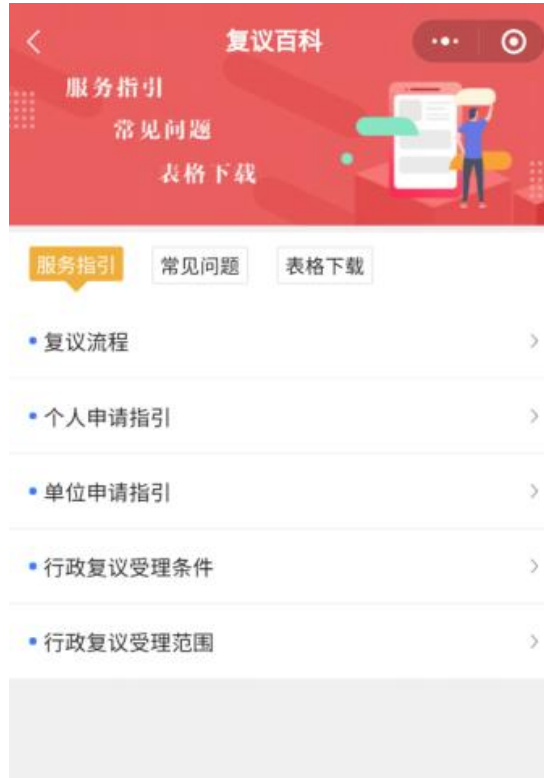 复议百科
服务指引
常见问题
表格下载
服务指引 常见问题 表格下载
复议流程
个人申请指引
单位申请指引
行政复议受理条件
行政复议受理范围